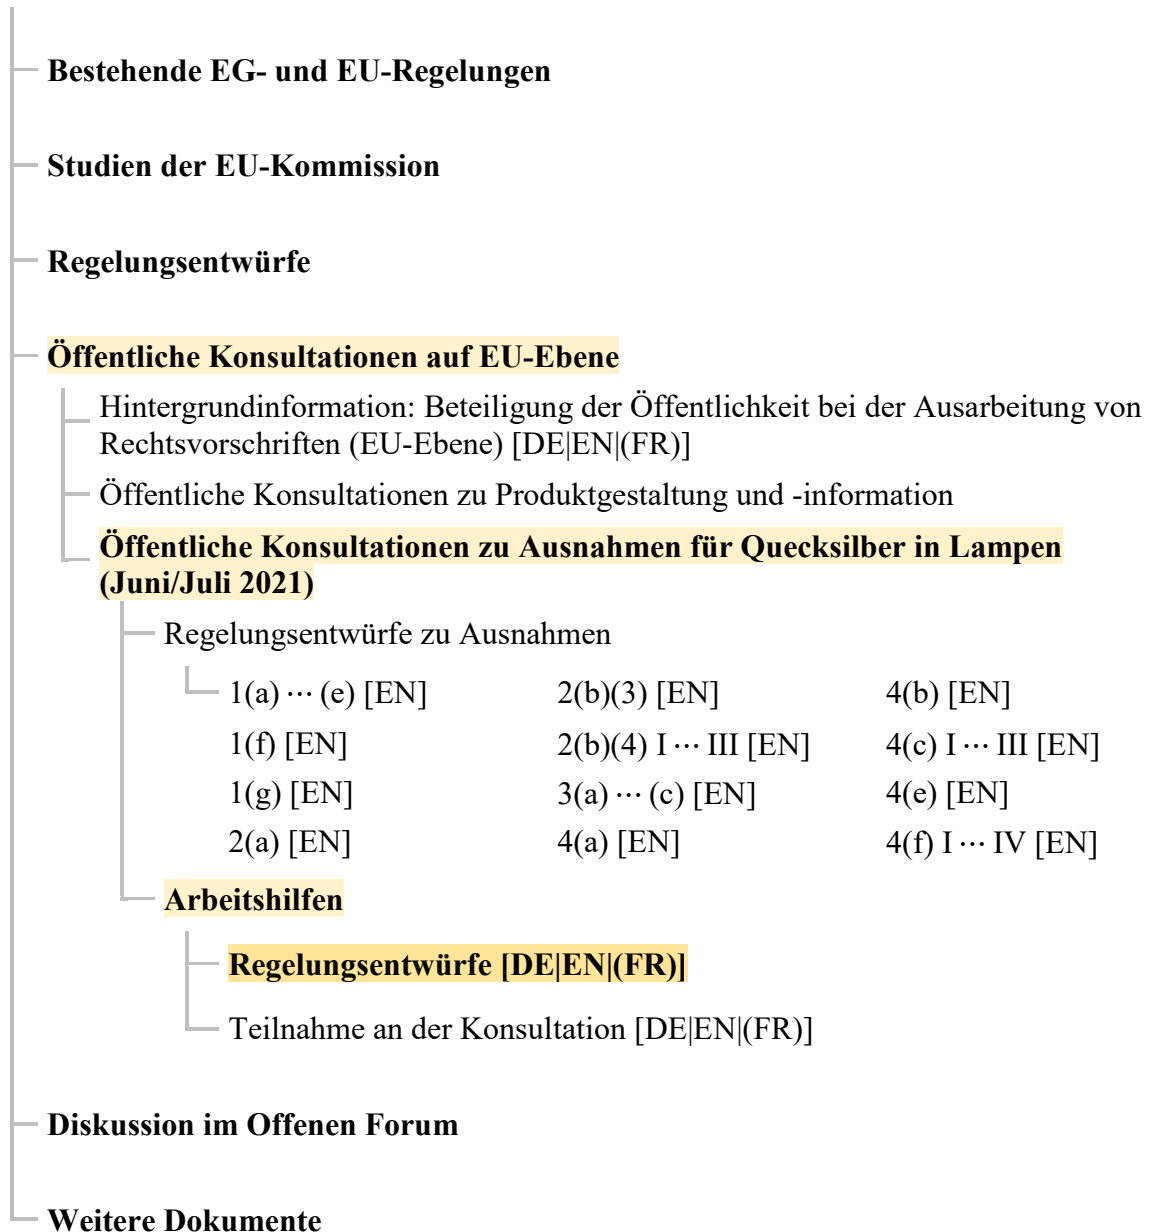 Bestehende EG- und EU-Regelungen
Studien der EU-Kommission
Regelungsentwürfe
Öffentliche Konsultationen auf EU-Ebene
Hintergrundinformation: Beteiligung der Öffentlichkeit bei der Ausarbeitung von
Rechtsvorschriften (EU-Ebene) [DE|EN|(FR)]
Öffentliche Konsultationen zu Produktgestaltung und -information
Öffentliche Konsultationen zu Ausnahmen für Quecksilber in Lampen
(Juni/Juli 2021)
Regelungsentwürfe zu Ausnahmen
1(a) ··· (e) [EN] 2(b)(3) [EN] 4(b) [EN]
1(f) [EN] 2(b)(4) I ··· III [EN] 4(c) I ··· III [EN]
1(g) [EN] 3(a) ··· (c) [EN] 4(e) [EN]
2(a) [EN] 4(a) [EN] 4(f) I ··· IV [EN]
Arbeitshilfen
Regelungsentwürfe [DE|EN|(FR)]
Teilnahme an der Konsultation [DE|EN|(FR)]
Diskussion im Offenen Forum
Weitere Dokumente